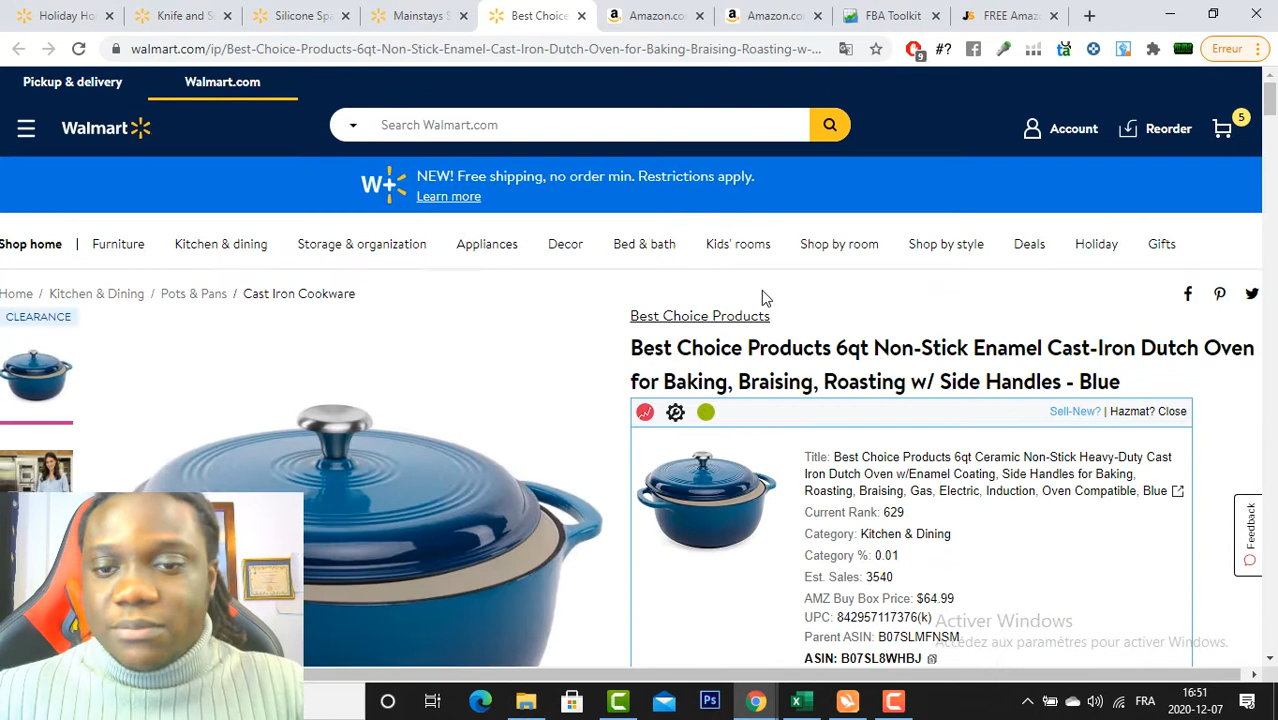 Holiday Ho
Knife and S
Silicone Spa
Mainstays S
Best Choice
Amazon.co
Amazon.co
FBA Toolkit
FREE Amaz
walmart.com/ip/Best-Choice-Products-6qt-Non-Stick-Enamel-Cast-Iron-Dutch-Oven-for-Baking-Braising-Roasting-w-...
9
#?
Erreur
Pickup & delivery
Walmart.com
Walmart
Search Walmart.com
Account
Reorder
5
W+
NEW! Free shipping, no order min. Restrictions apply.
Learn more
Shop home
Furniture
Kitchen & dining
Storage & organization
Appliances
Decor
Bed & bath
Kids' rooms
Shop by room
Shop by style
Deals
Holiday
Gifts
Home / Kitchen & Dining / Pots & Pans / Cast Iron Cookware
CLEARANCE
Best Choice Products
Best Choice Products 6qt Non-Stick Enamel Cast-Iron Dutch Oven
for Baking, Braising, Roasting w/ Side Handles - Blue
Sell-New? | Hazmat? Close
Title: Best Choice Products 6qt Ceramic Non-Stick Heavy-Duty Cast
Iron Dutch Oven w/Enamel Coating, Side Handles for Baking,
Roasting, Braising, Gas, Electric, Induction, Oven Compatible, Blue
Current Rank: 629
Category: Kitchen & Dining
Category %: 0.01
Est. Sales: 3540
AMZ Buy Box Price: $64.99
UPC: 842957117376(k)
Parent ASIN: B07SLMFNSM
ASIN: B07SL8WHBJ
Feedback
Activer Windows
Accédez aux paramètres pour activer Windows.
Ps
FRA
16:51
2020-12-07